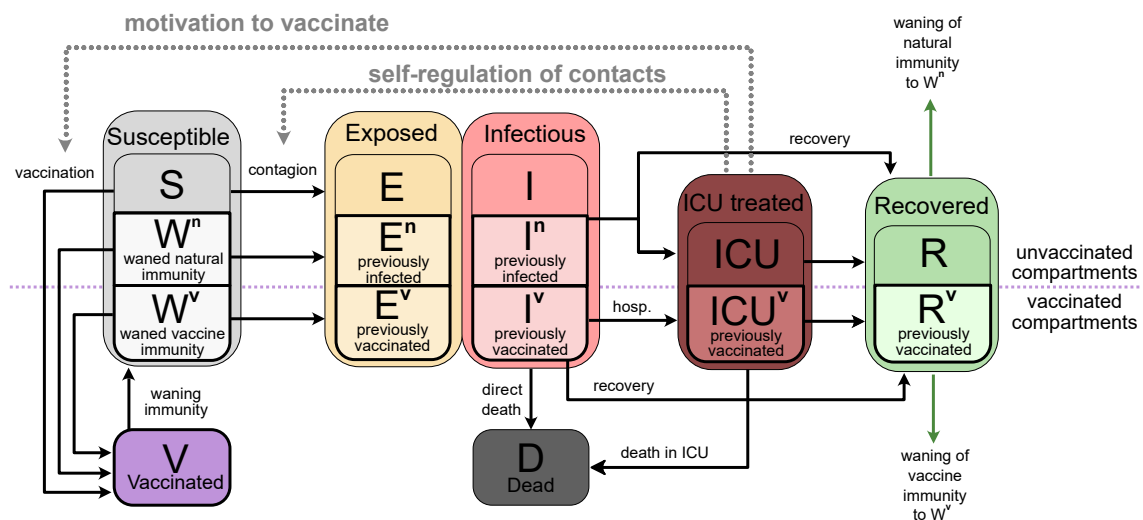 motivation to vaccinate
self-regulation of contacts
waning of
natural
immunity
to Wⁿ
Susceptible
Exposed
Infectious
recovery
vaccination
contagion
S
E
I
ICU treated
Recovered
Wⁿ
waned natural
immunity
Eⁿ
previously
infected
Iⁿ
previously
infected
ICU
R
unvaccinated
compartments
Wᵛ
waned vaccine
immunity
Eᵛ
previously
vaccinated
Iᵛ
previously
vaccinated
hosp.
ICUᵛ
previously
vaccinated
Rᵛ
previously
vaccinated
vaccinated
compartments
waning
immunity
direct
death
recovery
V
Vaccinated
D
Dead
death in ICU
waning of
vaccine
immunity
to Wᵛ